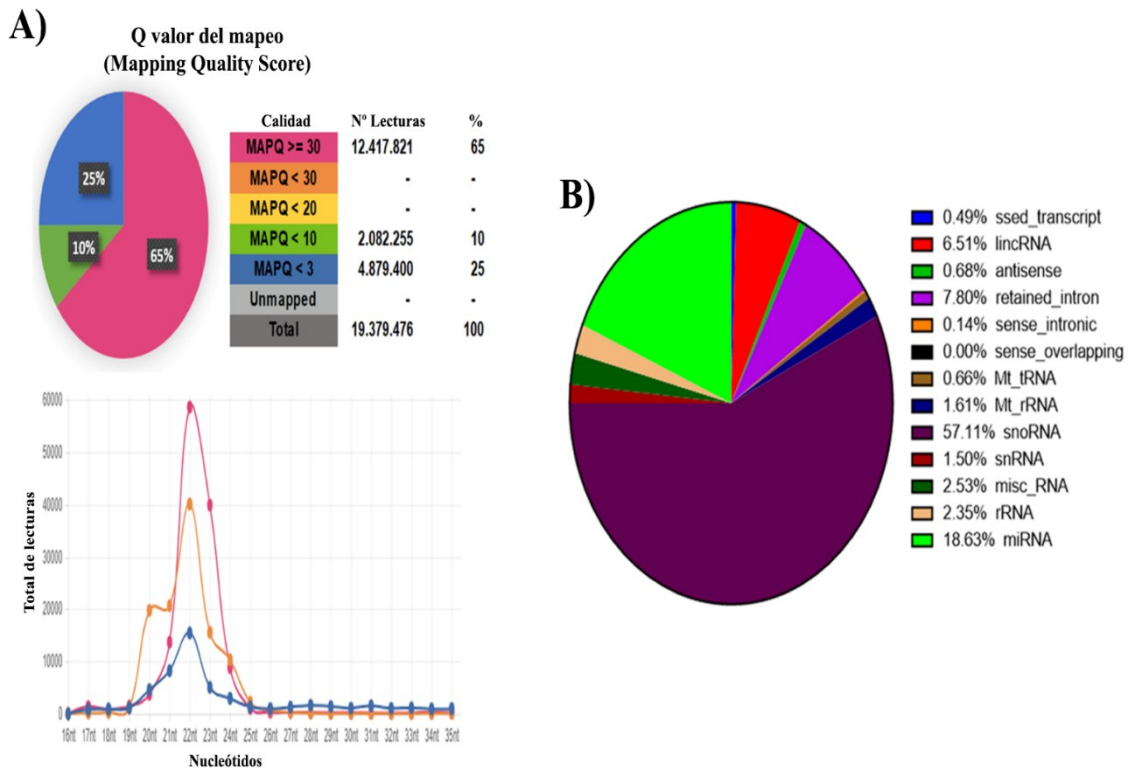 A)
Q valor del mapeo
(Mapping Quality Score)
25%
10%
65%
Calidad Nº Lecturas %
MAPQ >= 30 12.417.821 65
MAPQ < 30 - -
MAPQ < 20 - -
MAPQ < 10 2.082.255 10
MAPQ < 3 4.879.400 25
Unmapped - -
Total 19.379.476 100
60000
50000
40000
30000
20000
10000
0
Total de lecturas
16nt 17nt 18nt 19nt 20nt 21nt 22nt 23nt 24nt 25nt 26nt 27nt 28nt 29nt 30nt 31nt 32nt 33nt 34nt 35nt
Nucleótidos
B)
0.49% ssed_transcript
6.51% lincRNA
0.68% antisense
7.80% retained_intron
0.14% sense_intronic
0.00% sense_overlapping
0.66% Mt_tRNA
1.61% Mt_rRNA
57.11% snoRNA
1.50% snRNA
2.53% misc_RNA
2.35% rRNA
18.63% miRNA